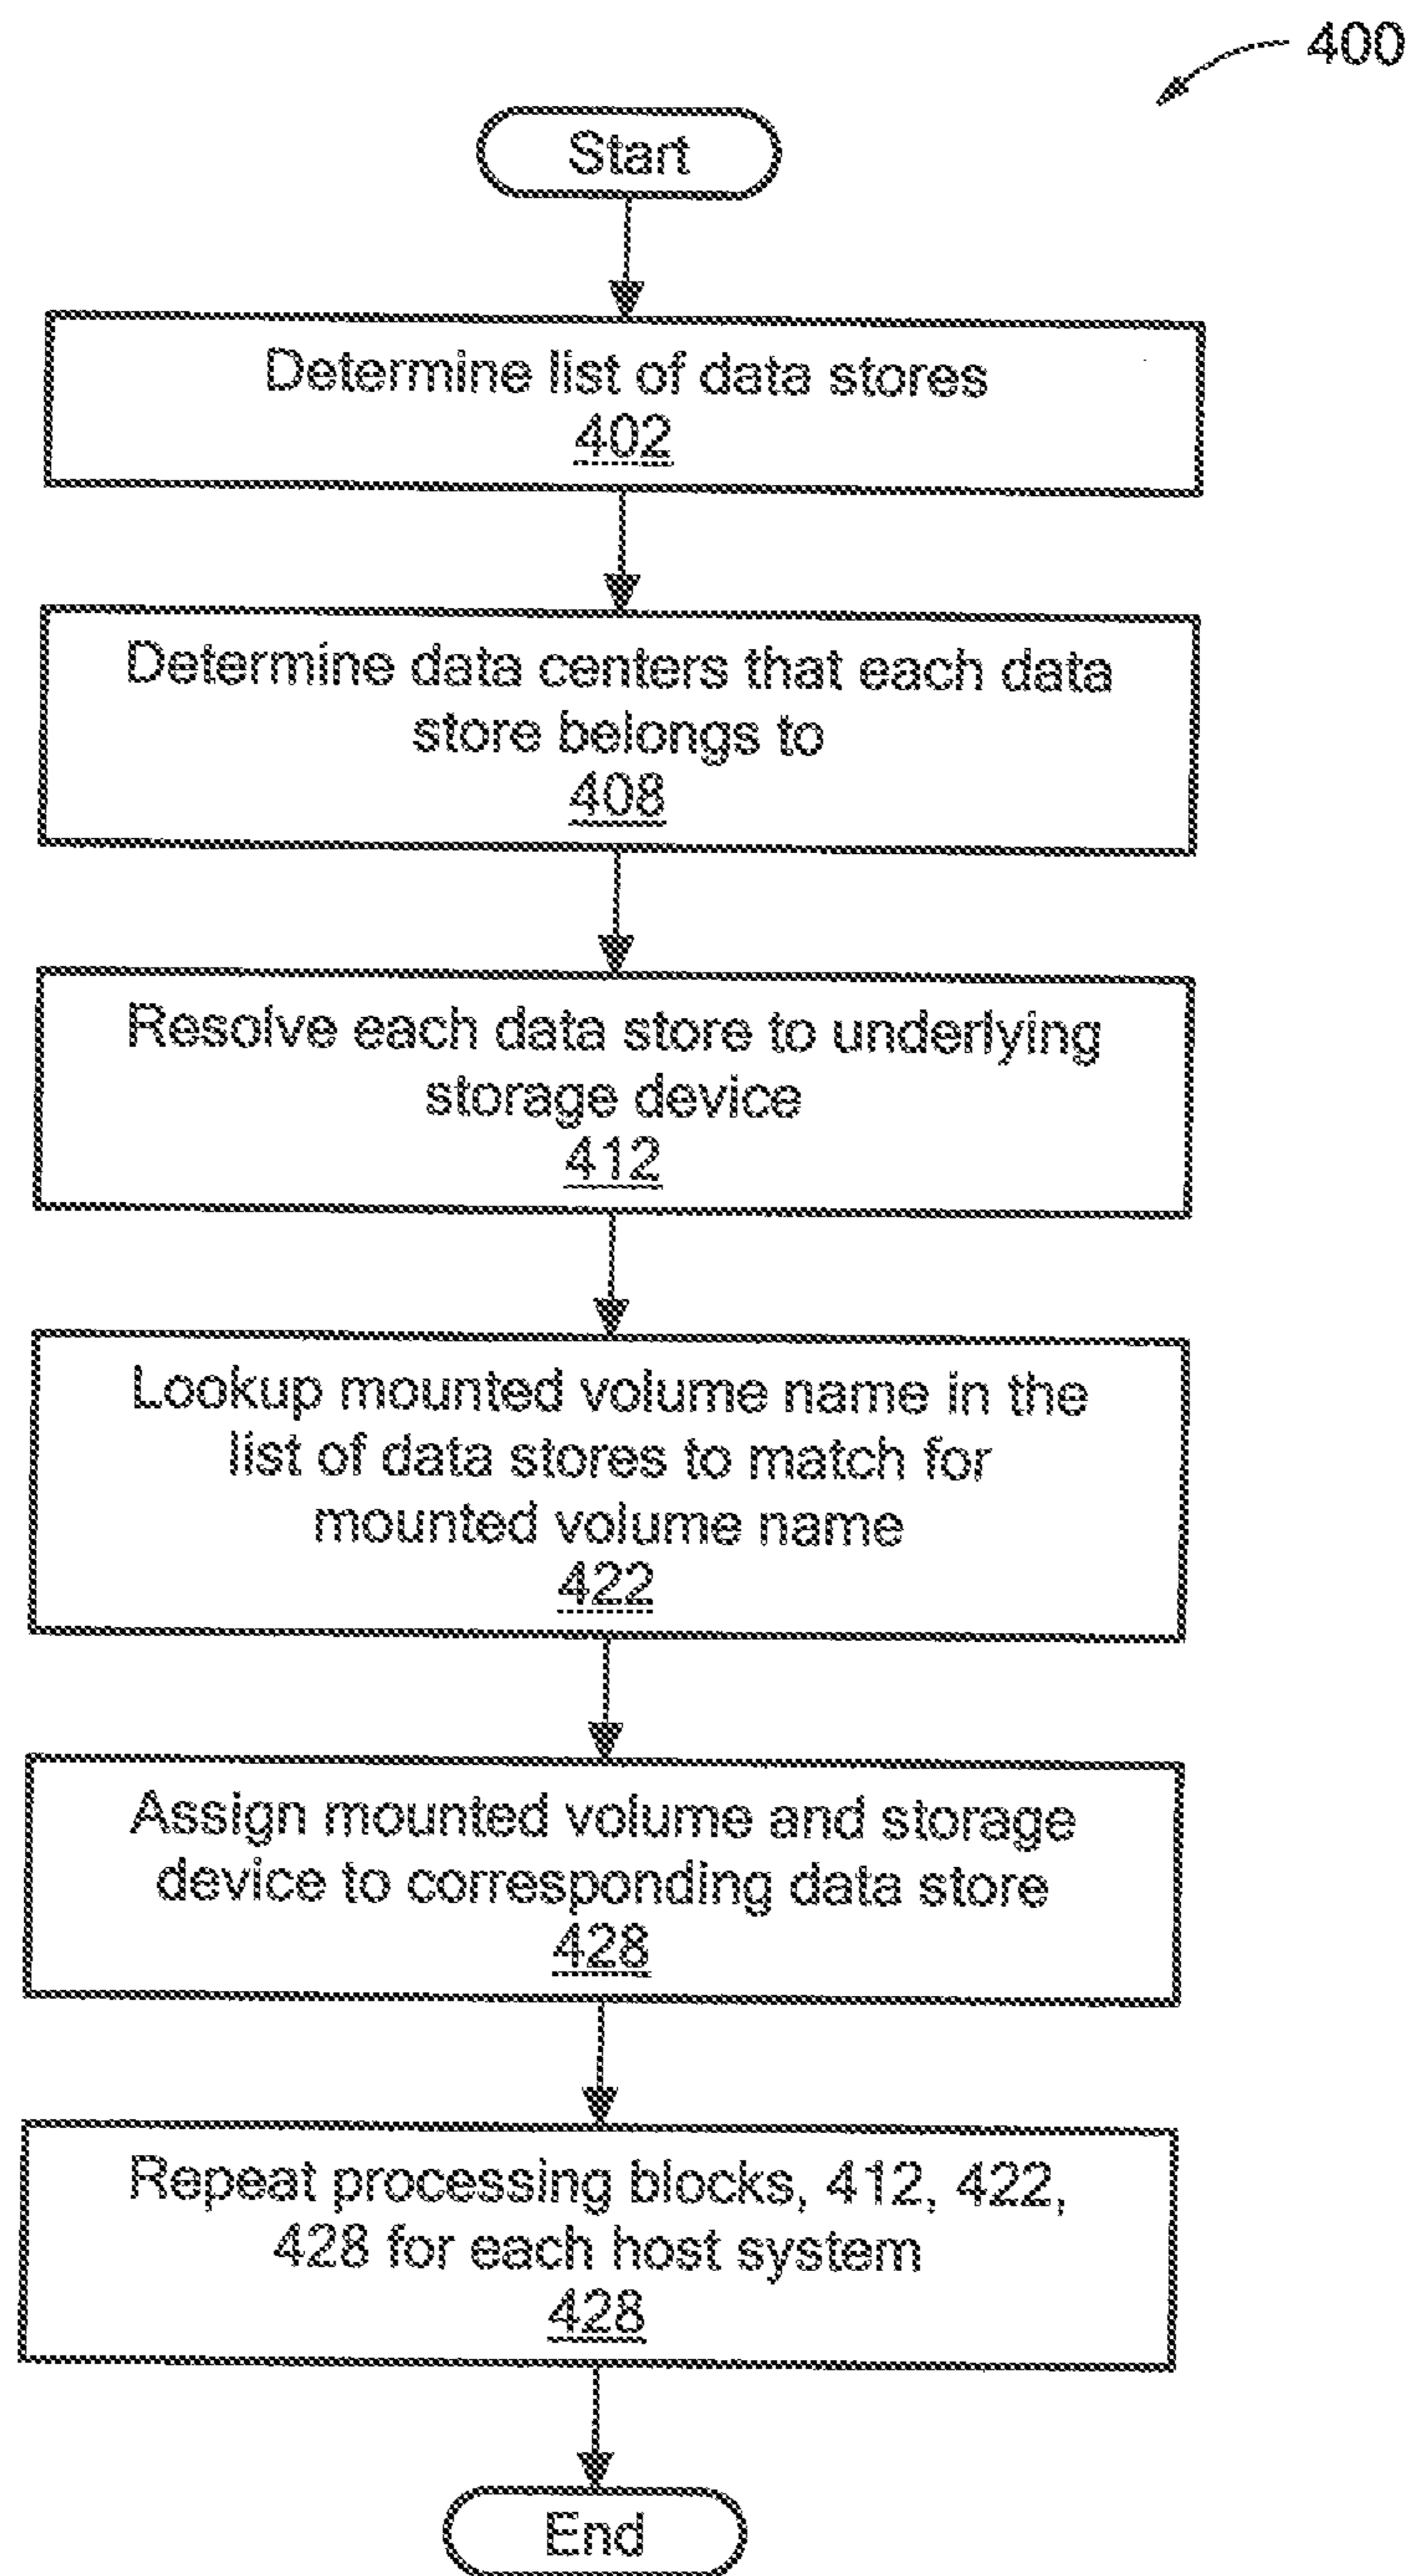 400
Start
Determine list of data stores
402
Determine data centers that each data
store belongs to
408
Resolve each data store to underlying
storage device
412
Lookup mounted volume name in the
list of data stores to match for
mounted volume name
422
Assign mounted volume and storage
device to corresponding data store
428
Repeat processing blocks, 412, 422,
428 for each host system
428
End